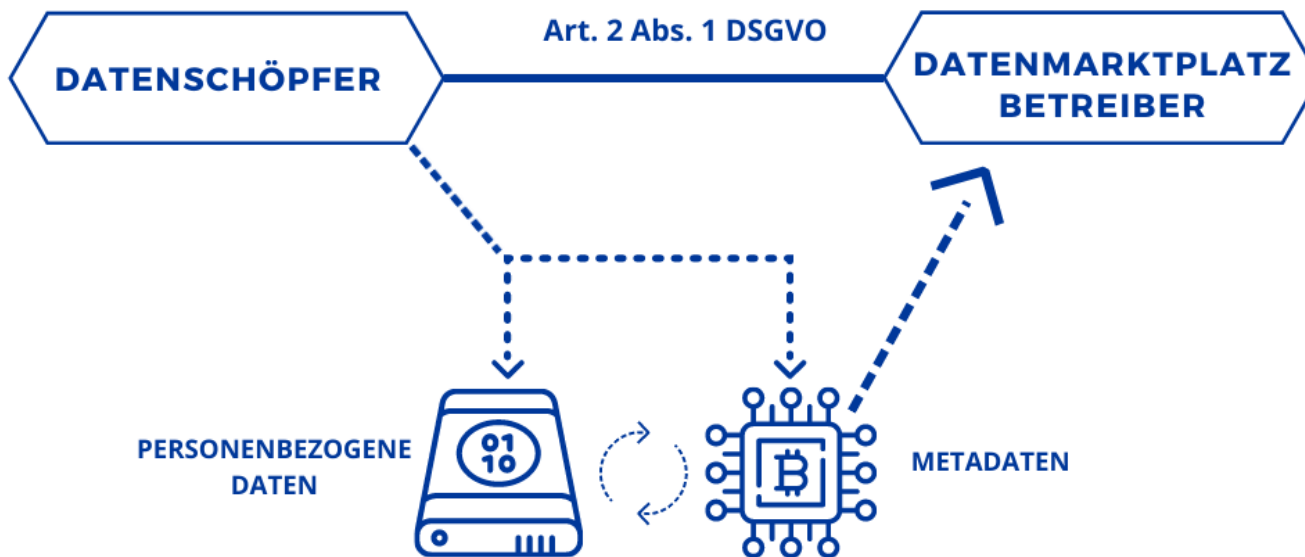 Art. 2 Abs. 1 DSGVO
DATENSCHÖPFER
DATENMARKTPLATZ
BETREIBER
01
10
PERSONENBEZOGENE
DATEN
METADATEN